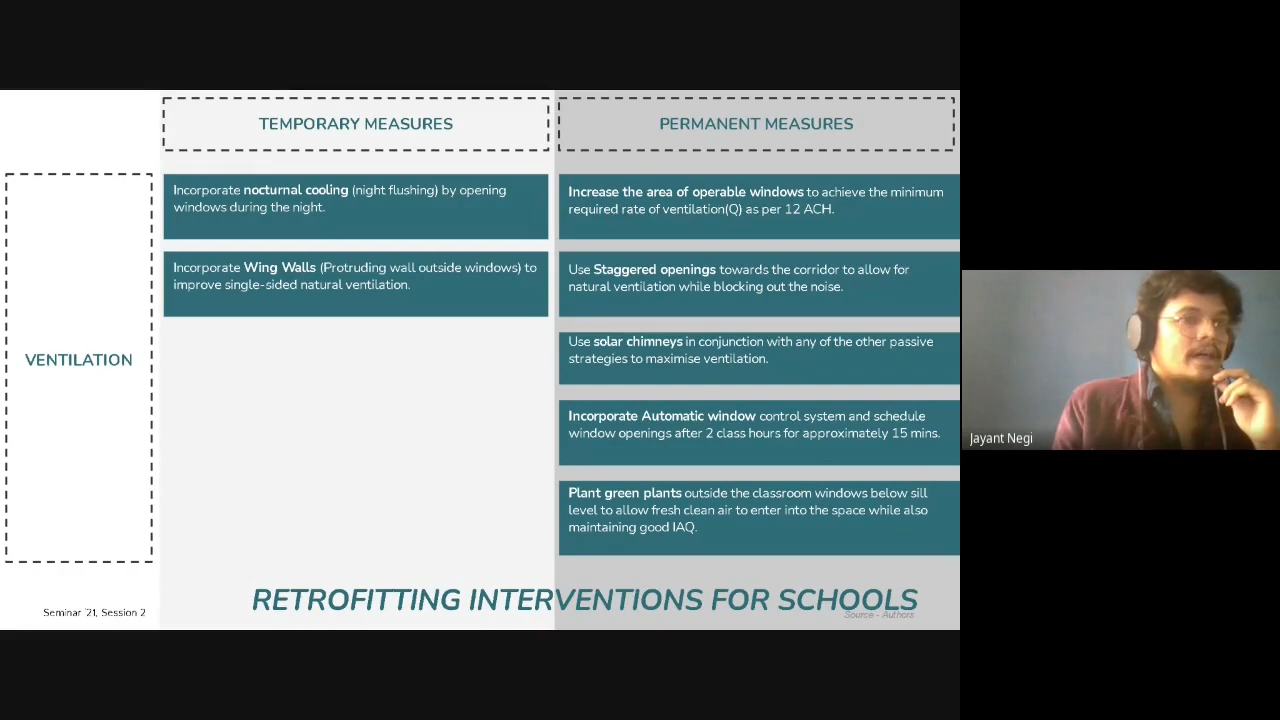 TEMPORARY MEASURES
PERMANENT MEASURES
VENTILATION
Incorporate nocturnal cooling (night flushing) by opening
windows during the night.
Incorporate Wing Walls (Protruding wall outside windows) to
improve single-sided natural ventilation.
Increase the area of operable windows to achieve the minimum
required rate of ventilation(Q) as per 12 ACH.
Use Staggered openings towards the corridor to allow for
natural ventilation while blocking out the noise.
Use solar chimneys in conjunction with any of the other passive
strategies to maximise ventilation.
Incorporate Automatic window control system and schedule
window openings after 2 class hours for approximately 15 mins.
Plant green plants outside the classroom windows below sill
level to allow fresh clean air to enter into the space while also
maintaining good IAQ.
RETROFITTING INTERVENTIONS FOR SCHOOLS
Source - Authors
Seminar '21, Session 2
Jayant Negi